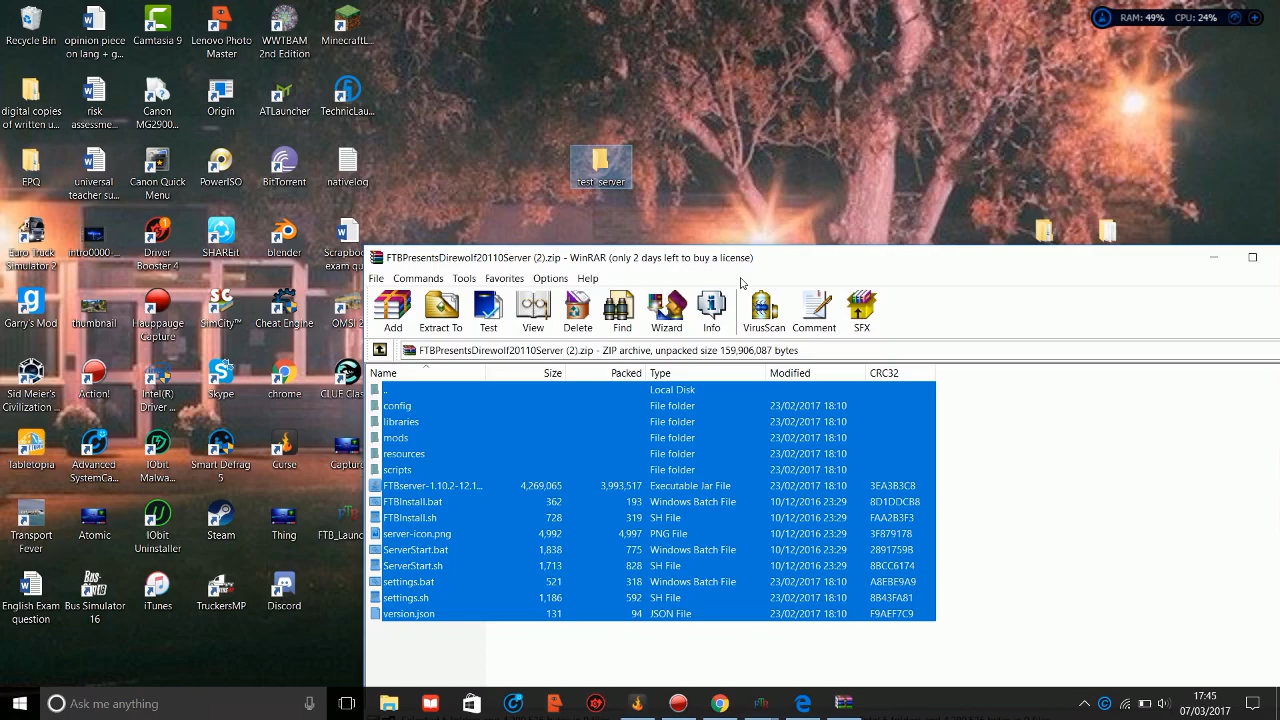 RAM: 49% CPU: 24%
Recycle Bin
opinion piece
on lang + g...
Camtasia 9
Lenovo Photo
Master
WWTBAM
2nd Edition
MinecraftL...
digital copies
of written u...
risk
assessme...
Canon
MG2900...
Origin
ATLauncher
TechnicLau...
EPQ
universal
teacher su...
Canon Quick
Menu
PowerISO
BitTorrent
nativelog
test server
Euro Truck
Simulator 2
intro0000-...
Driver
Booster 4
SHAREit
blender
Scrapbo
exam qu
Garry's Mod
thumbnail
Hauppauge
Capture
SimCity™
Cheat Engine
OMSI 2
Sid Meier's
Civilization ...
Action!
Intel(R)
Driver ...
Skype
chrome
CLUE Clas
Tabletopia
Advanced
SystemCa...
IObit
Malwa...
Smart Defrag
5
Curse
Captur
Transport
Fever
Atomic
IObit
Uninstaller
Steam
Thing
FTB_Launc
English Exam
question
Bus Simulator
16
iTunes
TruckersMP
Discord
FTBPresentsDirewolf20110Server (2).zip - WinRAR (only 2 days left to buy a license)
File Commands Tools Favorites Options Help
Add Extract To Test View Delete Find Wizard Info VirusScan Comment SFX
FTBPresentsDirewolf20110Server (2).zip - ZIP archive, unpacked size 159,906,087 bytes
Name Size Packed Type Modified CRC32
.. Local Disk
config File folder 23/02/2017 18:10
libraries File folder 23/02/2017 18:10
mods File folder 23/02/2017 18:10
resources File folder 23/02/2017 18:10
scripts File folder 23/02/2017 18:10
FTBserver-1.10.2-12.1... 4,269,065 3,993,517 Executable Jar File 23/02/2017 18:10 3EA3B3C8
FTBInstall.bat 362 193 Windows Batch File 10/12/2016 23:29 8D1DDCB8
FTBInstall.sh 728 319 SH File 10/12/2016 23:29 FAA2B3F3
server-icon.png 4,992 4,997 PNG File 10/12/2016 23:29 3F879178
ServerStart.bat 1,838 775 Windows Batch File 10/12/2016 23:29 2891759B
ServerStart.sh 1,713 828 SH File 10/12/2016 23:29 8BCC6174
settings.bat 521 318 Windows Batch File 23/02/2017 18:10 A8EBE9A9
settings.sh 1,186 592 SH File 23/02/2017 18:10 8B43FA81
version.json 131 94 JSON File 23/02/2017 18:10 F9AEF7C9
Ask me anything
17:45
07/03/2017